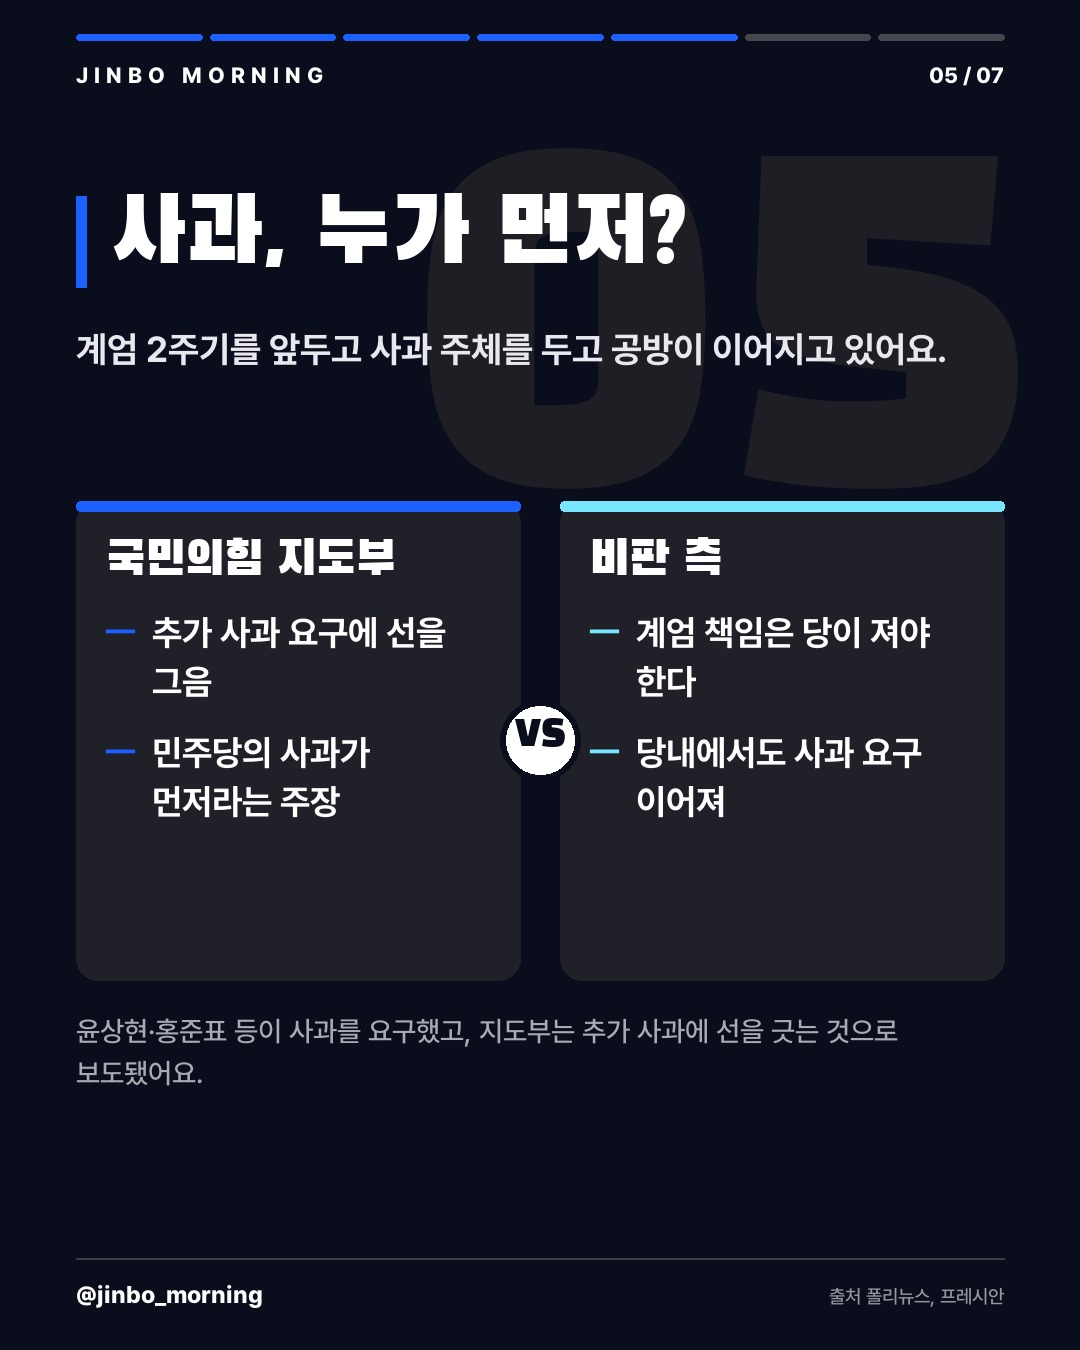 JINBO MORNING
05 / 07
05
사과, 누가 먼저?
계엄 2주기를 앞두고 사과 주체를 두고 공방이 이어지고 있어요.
국민의힘 지도부
추가 사과 요구에 선을
그음
민주당의 사과가
먼저라는 주장
VS
비판 측
계엄 책임은 당이 져야
한다
당내에서도 사과 요구
이어져
윤상현·홍준표 등이 사과를 요구했고, 지도부는 추가 사과에 선을 긋는 것으로
보도됐어요.
@jinbo_morning
출처 폴리뉴스, 프레시안